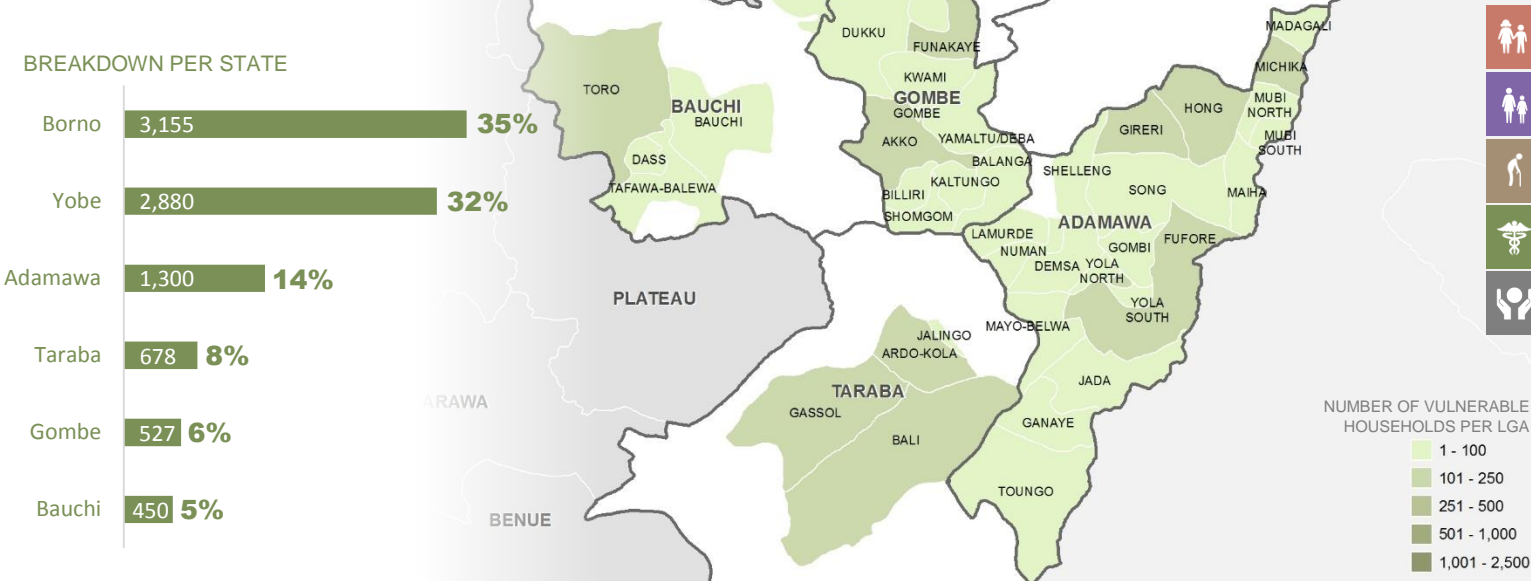 BREAKDOWN PER STATE
Borno 3,155 35%
Yobe 2,880 32%
Adamawa 1,300 14%
Taraba 678 8%
Gombe 527 6%
Bauchi 450 5%
DUKKU
FUNAKAYE
KWAMI
GOMBE
GOMBE
AKKO
YAMALTU/DEBA
BALANGA
KALTUNGO
BILLIRI
SHOMGOM
TORO
BAUCHI
BAUCHI
DASS
TAFAWA-BALEWA
MADAGALI
MICHIKA
MUBI
NORTH
MUBI
SOUTH
HONG
GIRERI
SHELLENG
SONG
MAIHA
ADAMAWA
LAMURDE
NUMAN
GOMBI
FUFORE
DEMSA
YOLA
NORTH
YOLA
SOUTH
MAYO-BELWA
JADA
GANAYE
TOUNGO
PLATEAU
JALINGO
ARDO-KOLA
TARABA
GASSOL
BALI
ARAWA
BENUE
NUMBER OF VULNERABLE
HOUSEHOLDS PER LGA
1 - 100
101 - 250
251 - 500
501 - 1,000
1,001 - 2,500